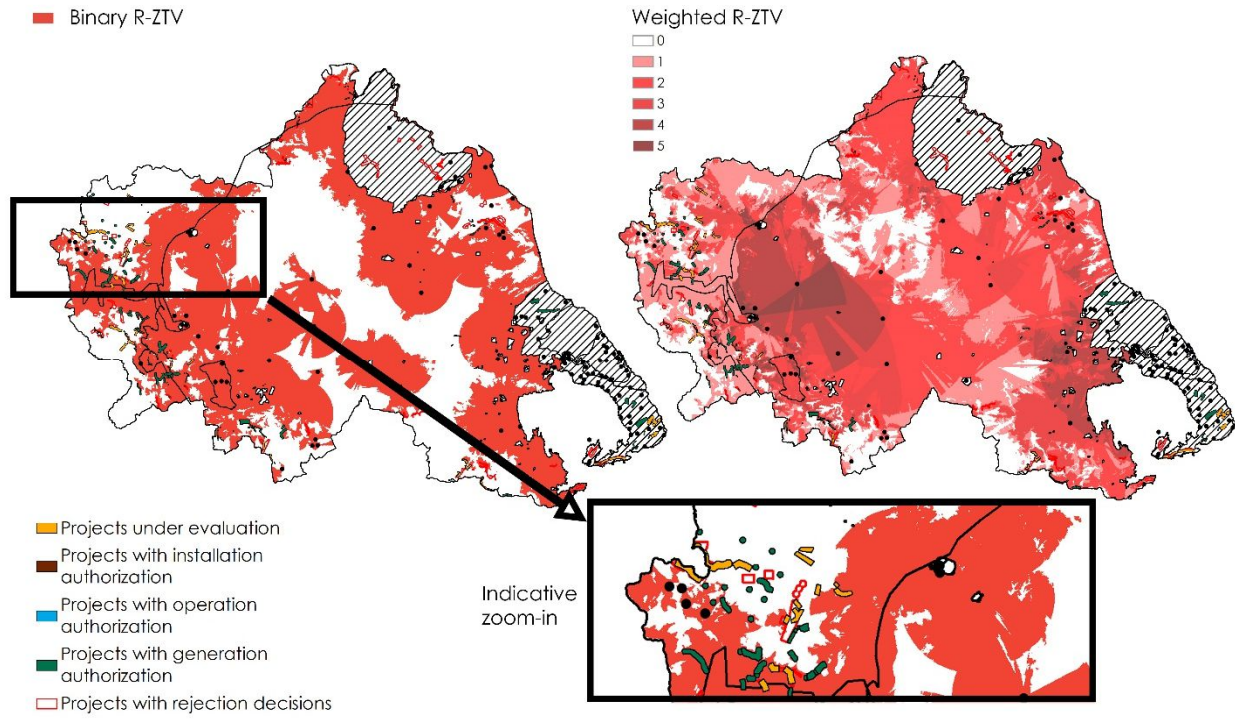 Binary R-ZTV
Weighted R-ZTV
0
1
2
3
4
5
Projects under evaluation
Projects with installation
authorization
Projects with operation
authorization
Projects with generation
authorization
Projects with rejection decisions
Indicative
zoom-in